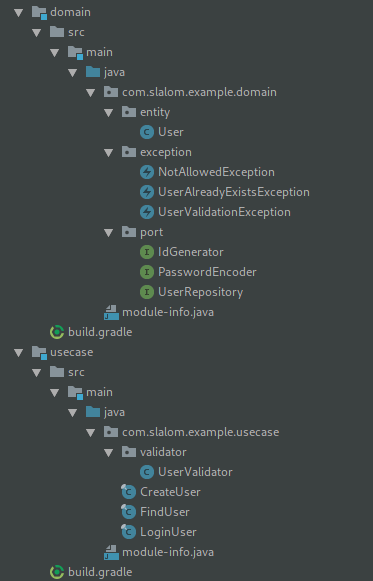 domain
src
main
java
com.slalom.example.domain
entity
User
exception
NotAllowedException
UserAlreadyExistsException
UserValidationException
port
IdGenerator
PasswordEncoder
UserRepository
module-info.java
build.gradle
usecase
src
main
java
com.slalom.example.usecase
validator
UserValidator
CreateUser
FindUser
LoginUser
module-info.java
build.gradle